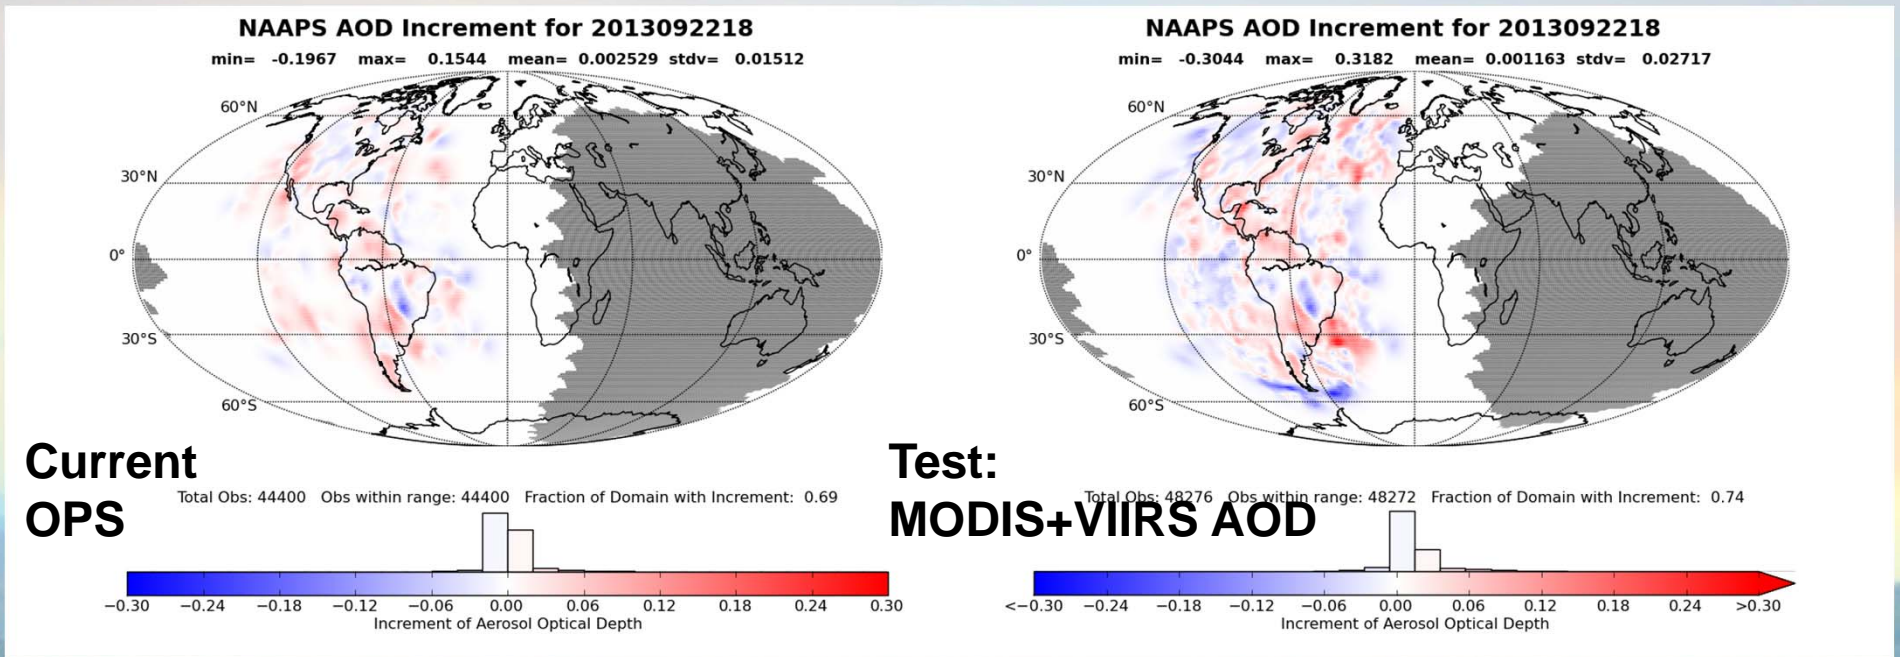 NAAPS AOD Increment for 2013092218
min= -0.1967 max= 0.1544 mean= 0.002529 stdv= 0.01512
60°N
30°N
0°
30°S
60°S
Current
OPS
Total Obs: 44400 Obs within range: 44400 Fraction of Domain with Increment: 0.69
−0.30 −0.24 −0.18 −0.12 −0.06 0.00 0.06 0.12 0.18 0.24 0.30
Increment of Aerosol Optical Depth
NAAPS AOD Increment for 2013092218
min= -0.3044 max= 0.3182 mean= 0.001163 stdv= 0.02717
60°N
30°N
0°
30°S
60°S
Test:
Total Obs: 48276 Obs within range: 48272 Fraction of Domain with Increment: 0.74
MODIS+VIIRS AOD
<−0.30 −0.24 −0.18 −0.12 −0.06 0.00 0.06 0.12 0.18 0.24 >0.30
Increment of Aerosol Optical Depth